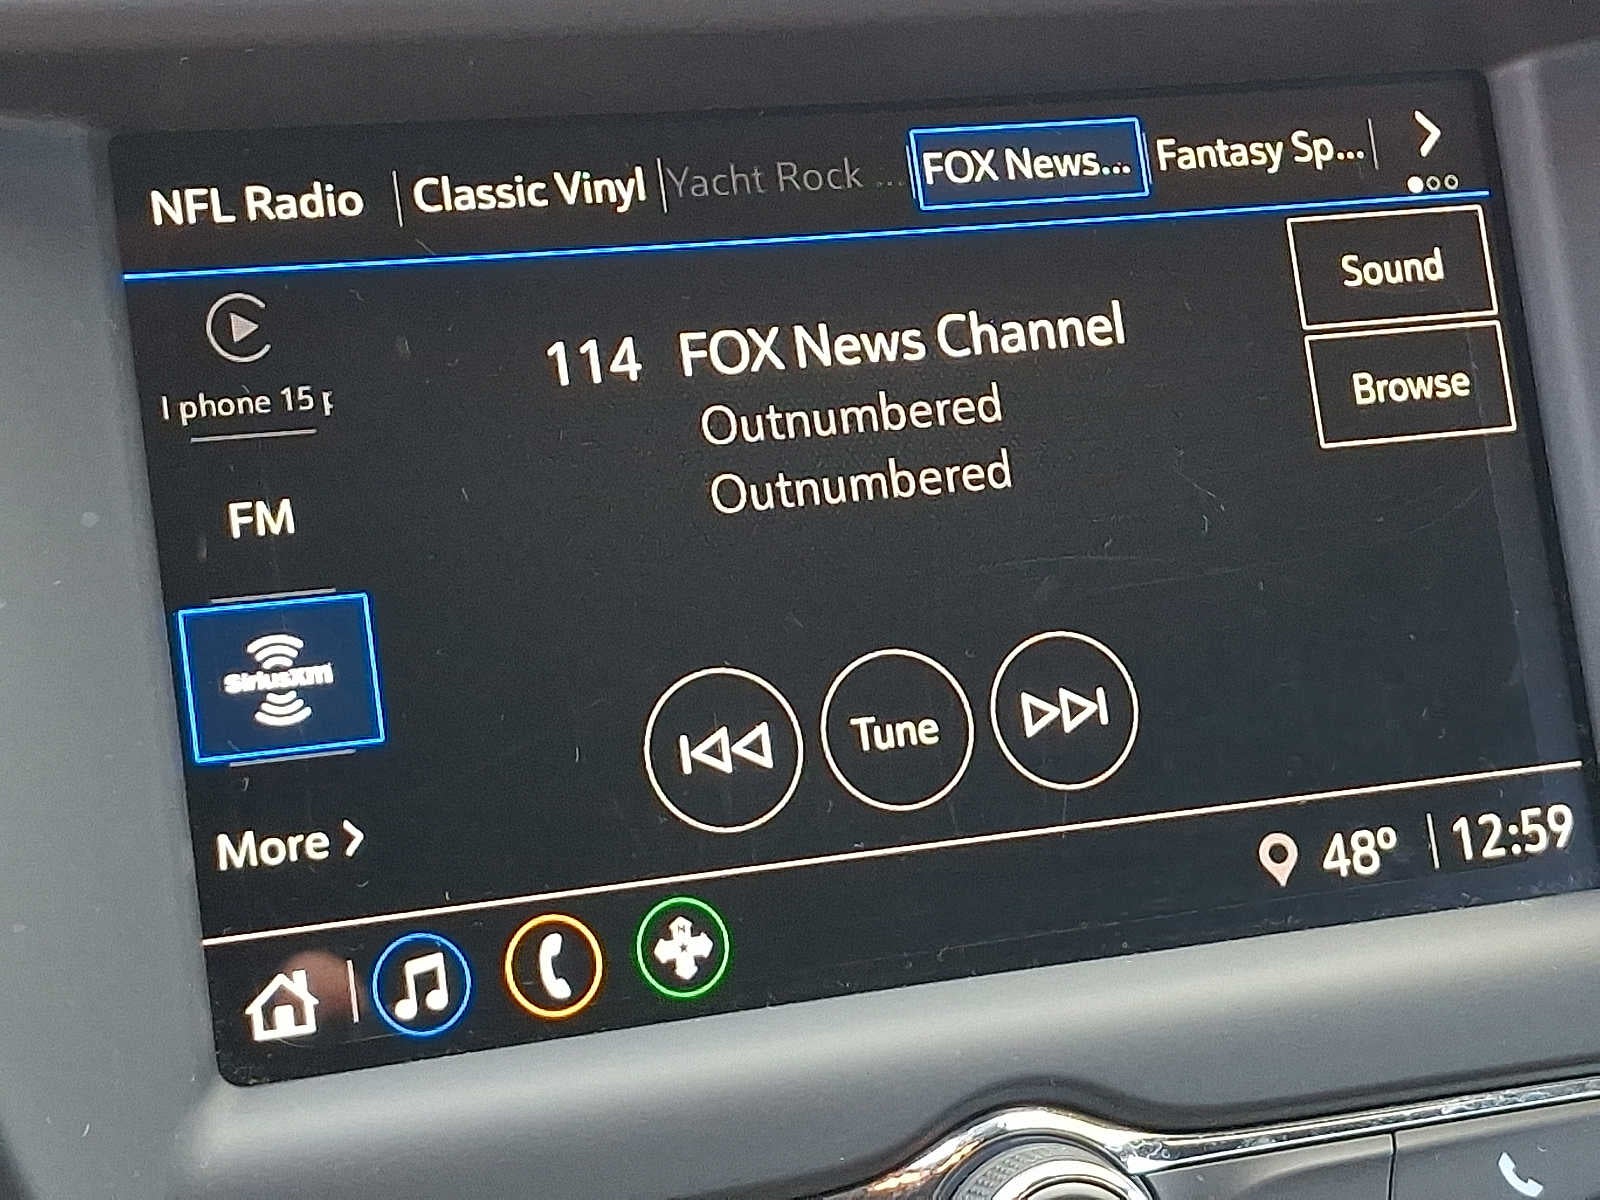 NFL Radio
Classic Vinyl
Yacht Rock ...
FOX News...
Fantasy Sp...
Sound
Browse
I phone 15 p
114 FOX News Channel
Outnumbered
Outnumbered
FM
SiriusXM
Tune
More
48° 12:59